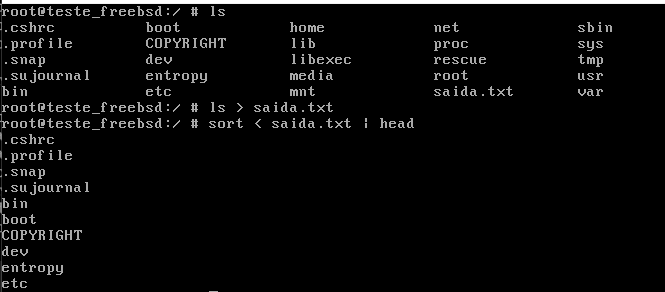 root@teste_freebsd:/ # ls
.cshrc boot home net sbin
.profile COPYRIGHT lib proc sys
.snap dev libexec rescue tmp
.sujournal entropy media root usr
bin etc mnt saida.txt var
root@teste_freebsd:/ # ls > saida.txt
root@teste_freebsd:/ # sort < saida.txt | head
.cshrc
.profile
.snap
.sujournal
bin
boot
COPYRIGHT
dev
entropy
etc